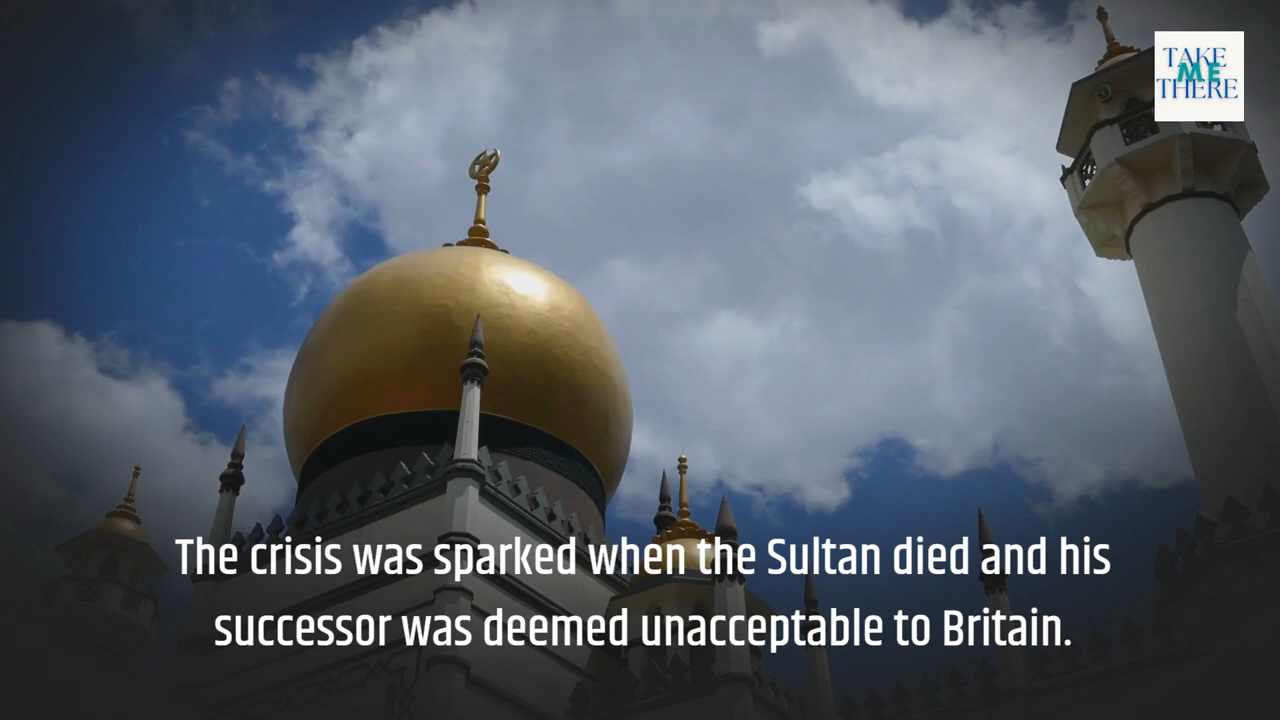 TAKE
ME
THERE
The crisis was sparked when the Sultan died and his
successor was deemed unacceptable to Britain.